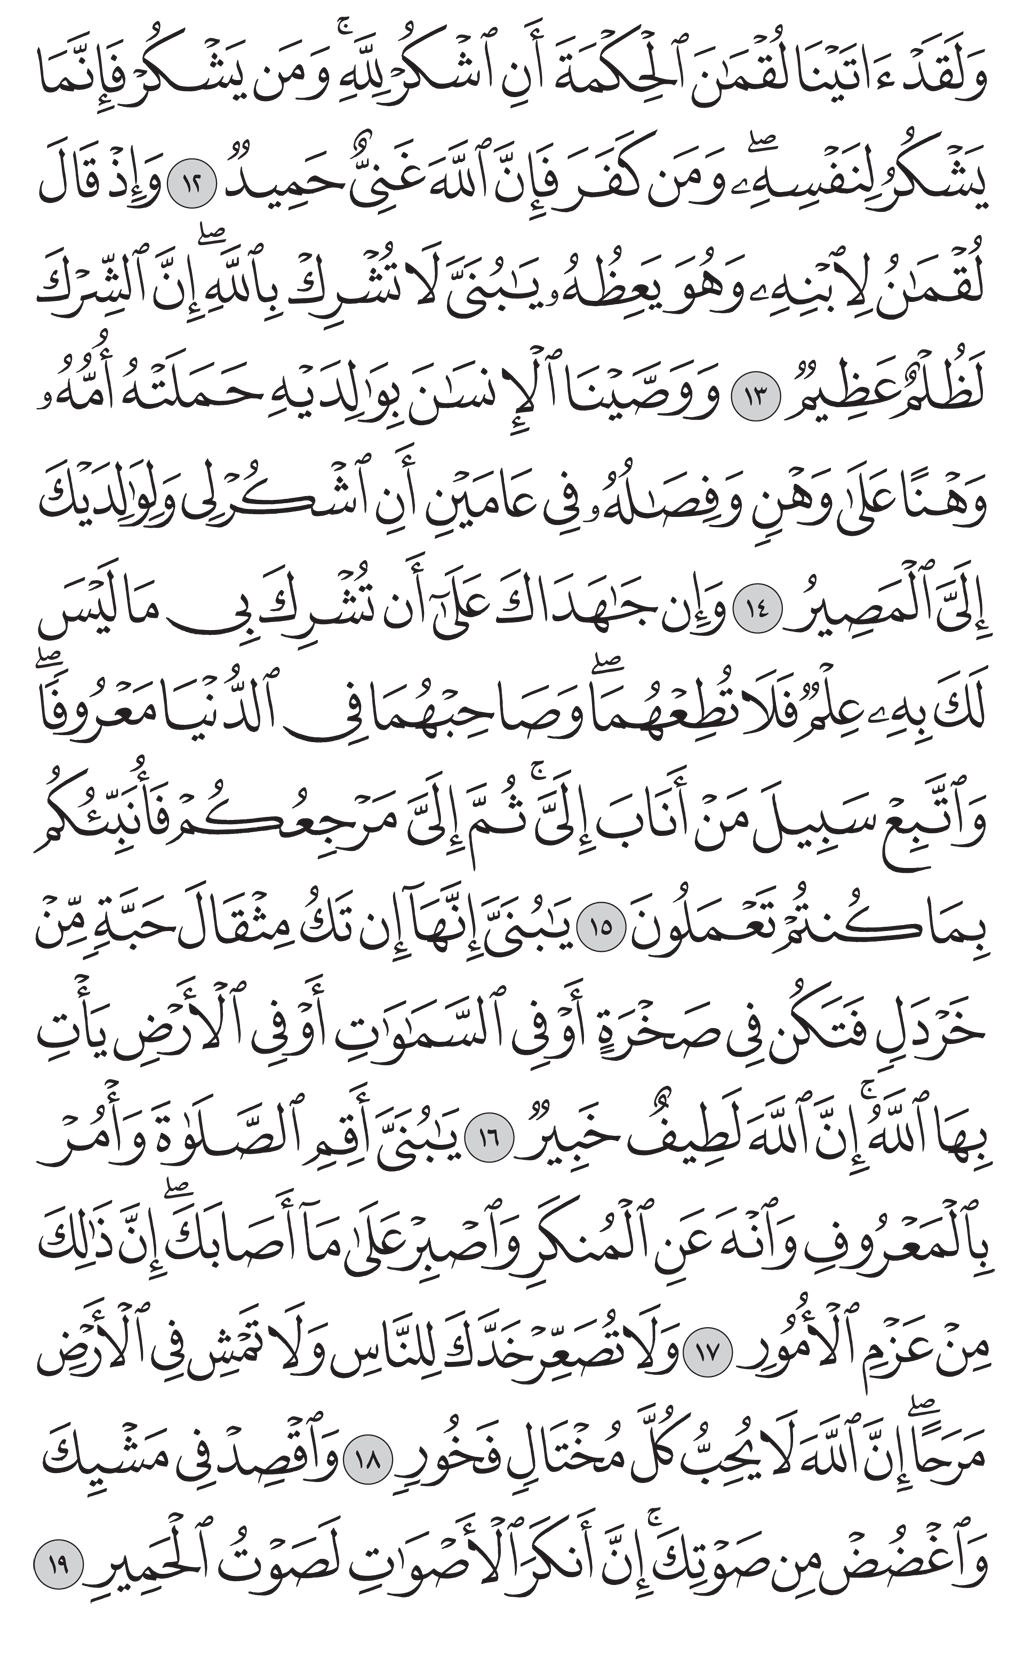 وَلَقَدْ ءَاتَيْنَا لُقْمَٰنَ ٱلْحِكْمَةَ أَنِ ٱشْكُرْ لِلَّهِۚ وَمَن يَشْكُرْ فَإِنَّمَا
يَشْكُرُ لِنَفْسِهِۦۖ وَمَن كَفَرَ فَإِنَّ ٱللَّهَ غَنِىٌّ حَمِيدٌ ١٢ وَإِذْ قَالَ
لُقْمَٰنُ لِٱبْنِهِۦ وَهُوَ يَعِظُهُۥ يَٰبُنَىَّ لَا تُشْرِكْ بِٱللَّهِۖ إِنَّ ٱلشِّرْكَ
لَظُلْمٌ عَظِيمٌ ١٣ وَوَصَّيْنَا ٱلْإِنسَٰنَ بِوَٰلِدَيْهِ حَمَلَتْهُ أُمُّهُۥ
وَهْنًا عَلَىٰ وَهْنٍ وَفِصَٰلُهُۥ فِى عَامَيْنِ أَنِ ٱشْكُرْ لِى وَلِوَٰلِدَيْكَ
إِلَىَّ ٱلْمَصِيرُ ١٤ وَإِن جَٰهَدَاكَ عَلَىٰٓ أَن تُشْرِكَ بِى مَا لَيْسَ
لَكَ بِهِۦ عِلْمٌ فَلَا تُطِعْهُمَاۖ وَصَاحِبْهُمَا فِى ٱلدُّنْيَا مَعْرُوفًاۖ
وَٱتَّبِعْ سَبِيلَ مَنْ أَنَابَ إِلَىَّۚ ثُمَّ إِلَىَّ مَرْجِعُكُمْ فَأُنَبِّئُكُم
بِمَا كُنتُمْ تَعْمَلُونَ ١٥ يَٰبُنَىَّ إِنَّهَآ إِن تَكُ مِثْقَالَ حَبَّةٍ مِّنْ
خَرْدَلٍ فَتَكُن فِى صَخْرَةٍ أَوْ فِى ٱلسَّمَٰوَٰتِ أَوْ فِى ٱلْأَرْضِ يَأْتِ
بِهَا ٱللَّهُۚ إِنَّ ٱللَّهَ لَطِيفٌ خَبِيرٌ ١٦ يَٰبُنَىَّ أَقِمِ ٱلصَّلَوٰةَ وَأْمُرْ
بِٱلْمَعْرُوفِ وَٱنْهَ عَنِ ٱلْمُنكَرِ وَٱصْبِرْ عَلَىٰ مَآ أَصَابَكَۖ إِنَّ ذَٰلِكَ
مِنْ عَزْمِ ٱلْأُمُورِ ١٧ وَلَا تُصَعِّرْ خَدَّكَ لِلنَّاسِ وَلَا تَمْشِ فِى ٱلْأَرْضِ
مَرَحًاۖ إِنَّ ٱللَّهَ لَا يُحِبُّ كُلَّ مُخْتَالٍ فَخُورٍ ١٨ وَٱقْصِدْ فِى مَشْيِكَ
وَٱغْضُضْ مِن صَوْتِكَۚ إِنَّ أَنكَرَ ٱلْأَصْوَٰتِ لَصَوْتُ ٱلْحَمِيرِ ١٩